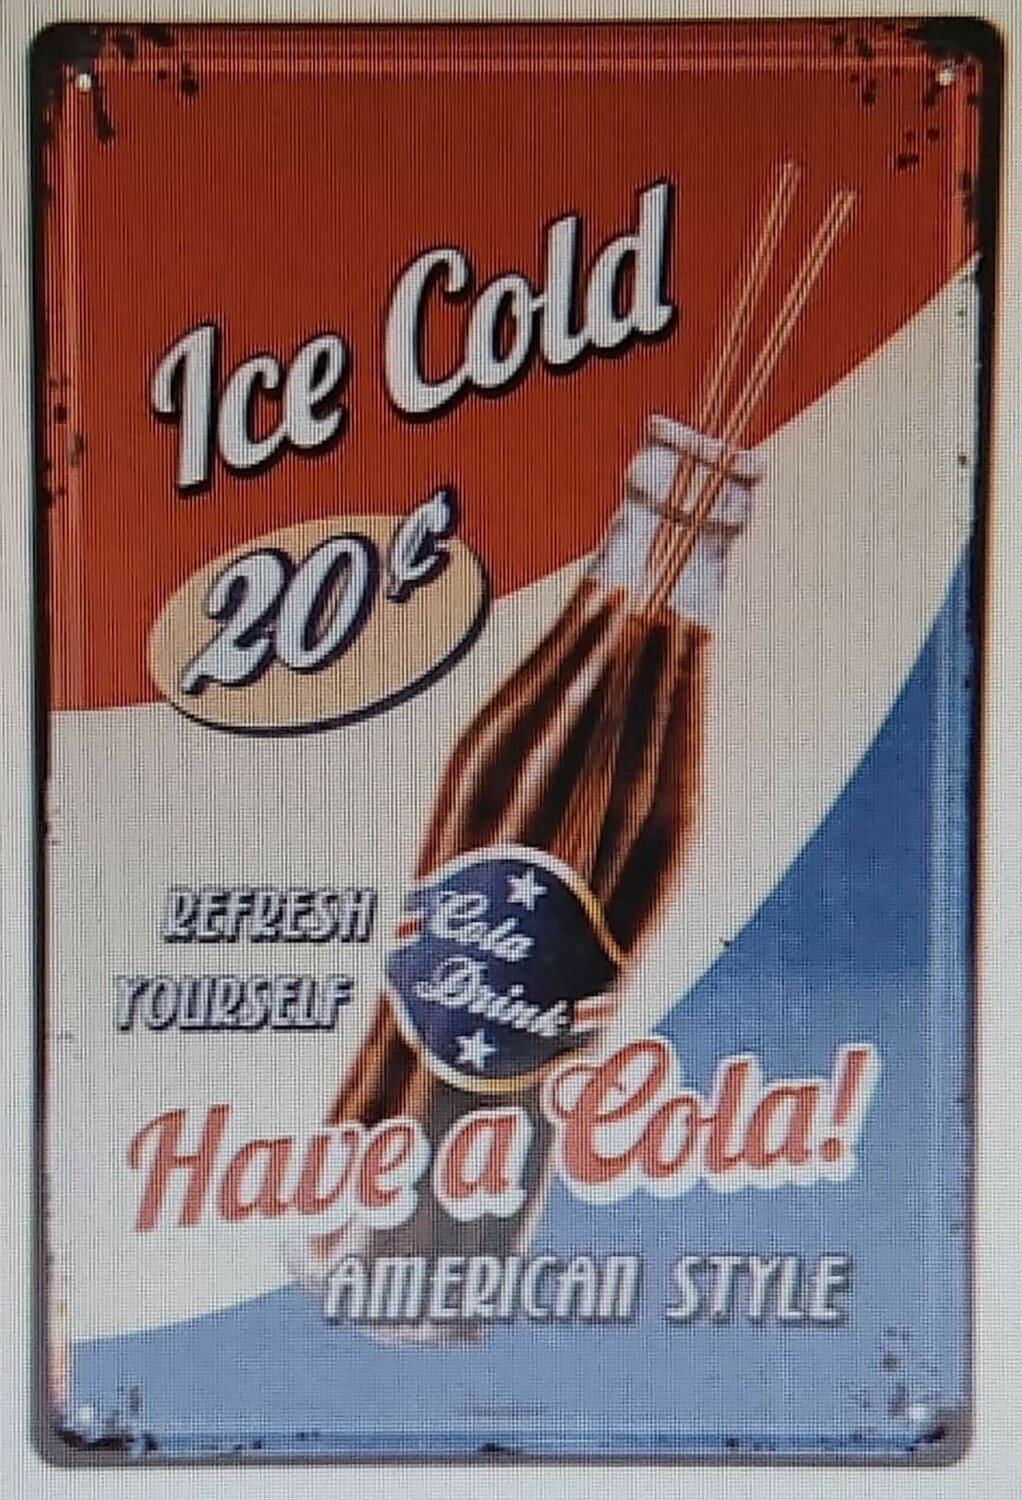 Ice Cold
20¢
REFRESH
YOURSELF
Cola
Drink
Have a Cola!
AMERICAN STYLE